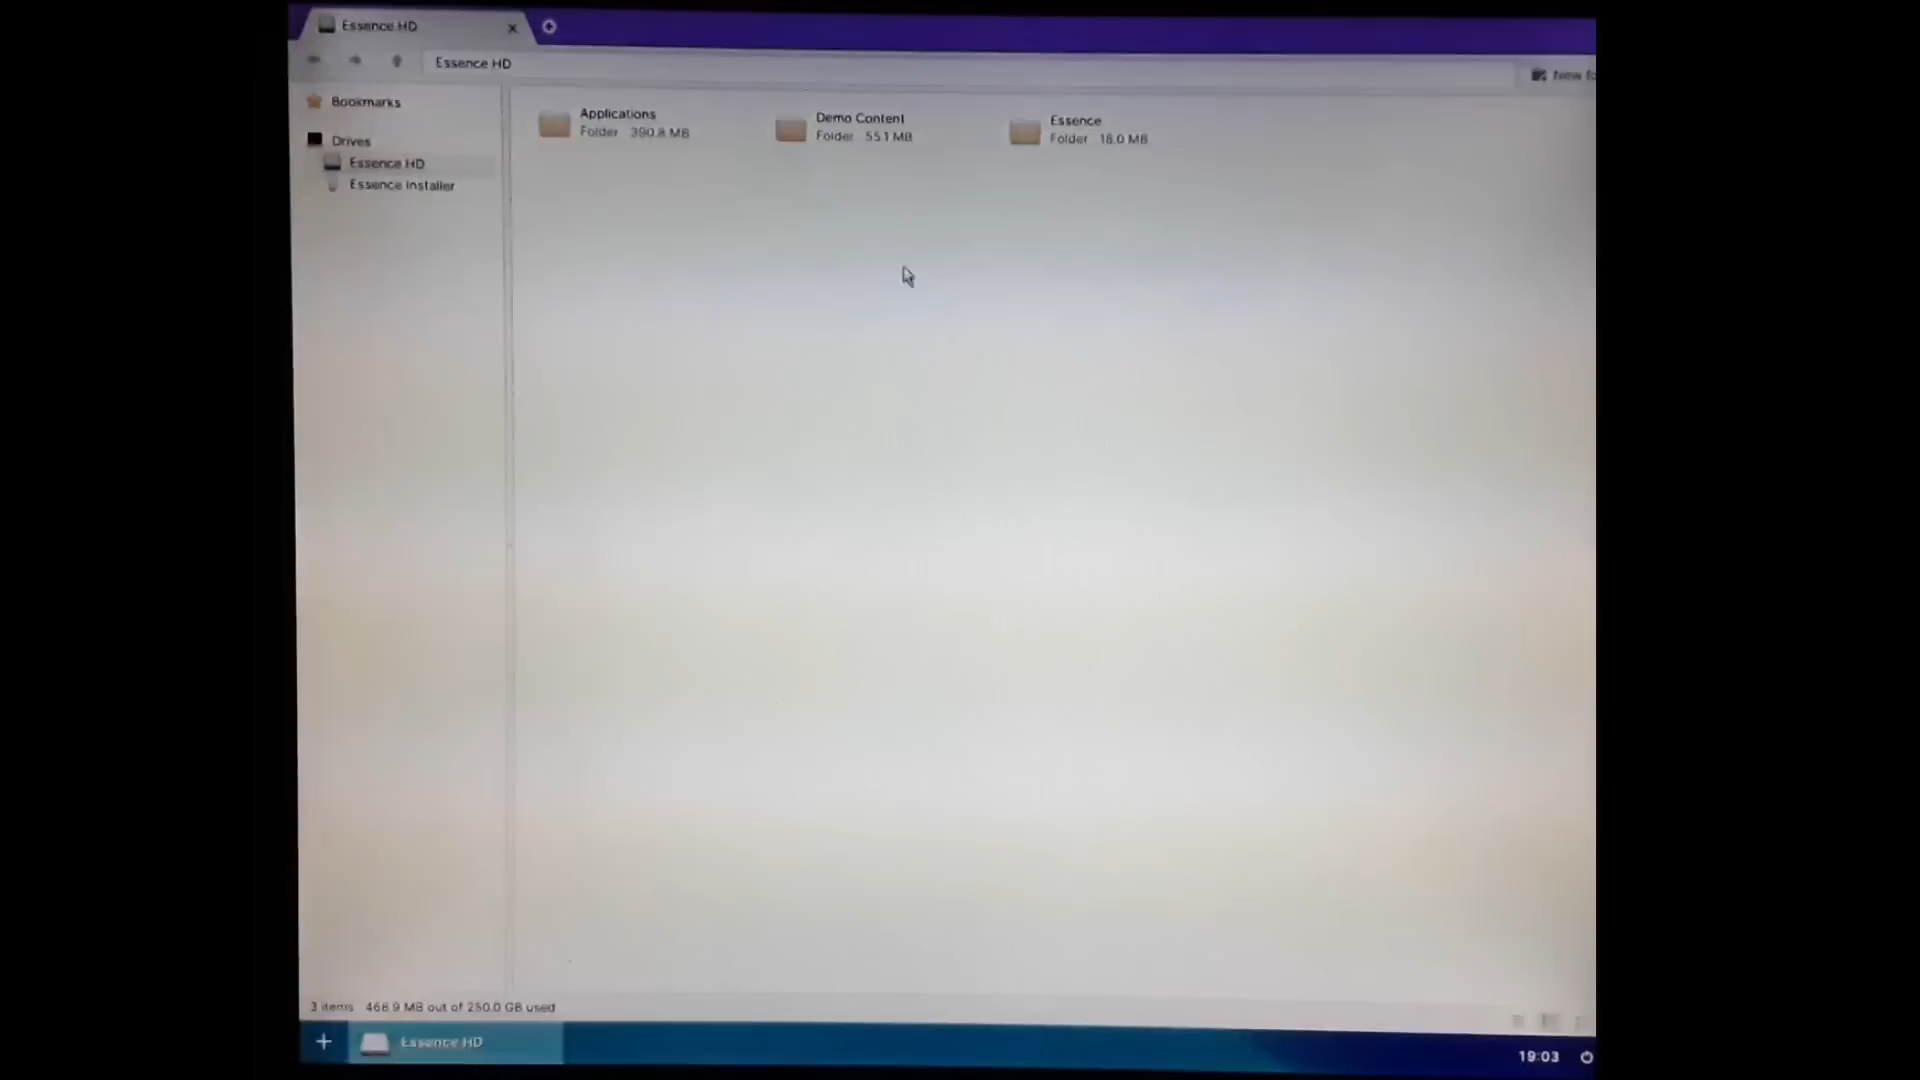 Essence HD
Essence HD
New fo
Bookmarks
Drives
Essence HD
Essence Installer
Applications
Folder 390.8 MB
Demo Content
Folder 55.1 MB
Essence
Folder 18.0 MB
3 items 468.9 MB out of 250.0 GB used
Essence HD
19:03